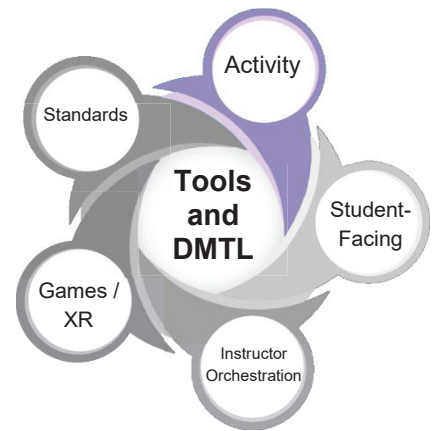 Activity
Standards
Tools
and
DMTL
Student-
Facing
Games /
XR
Instructor
Orchestration